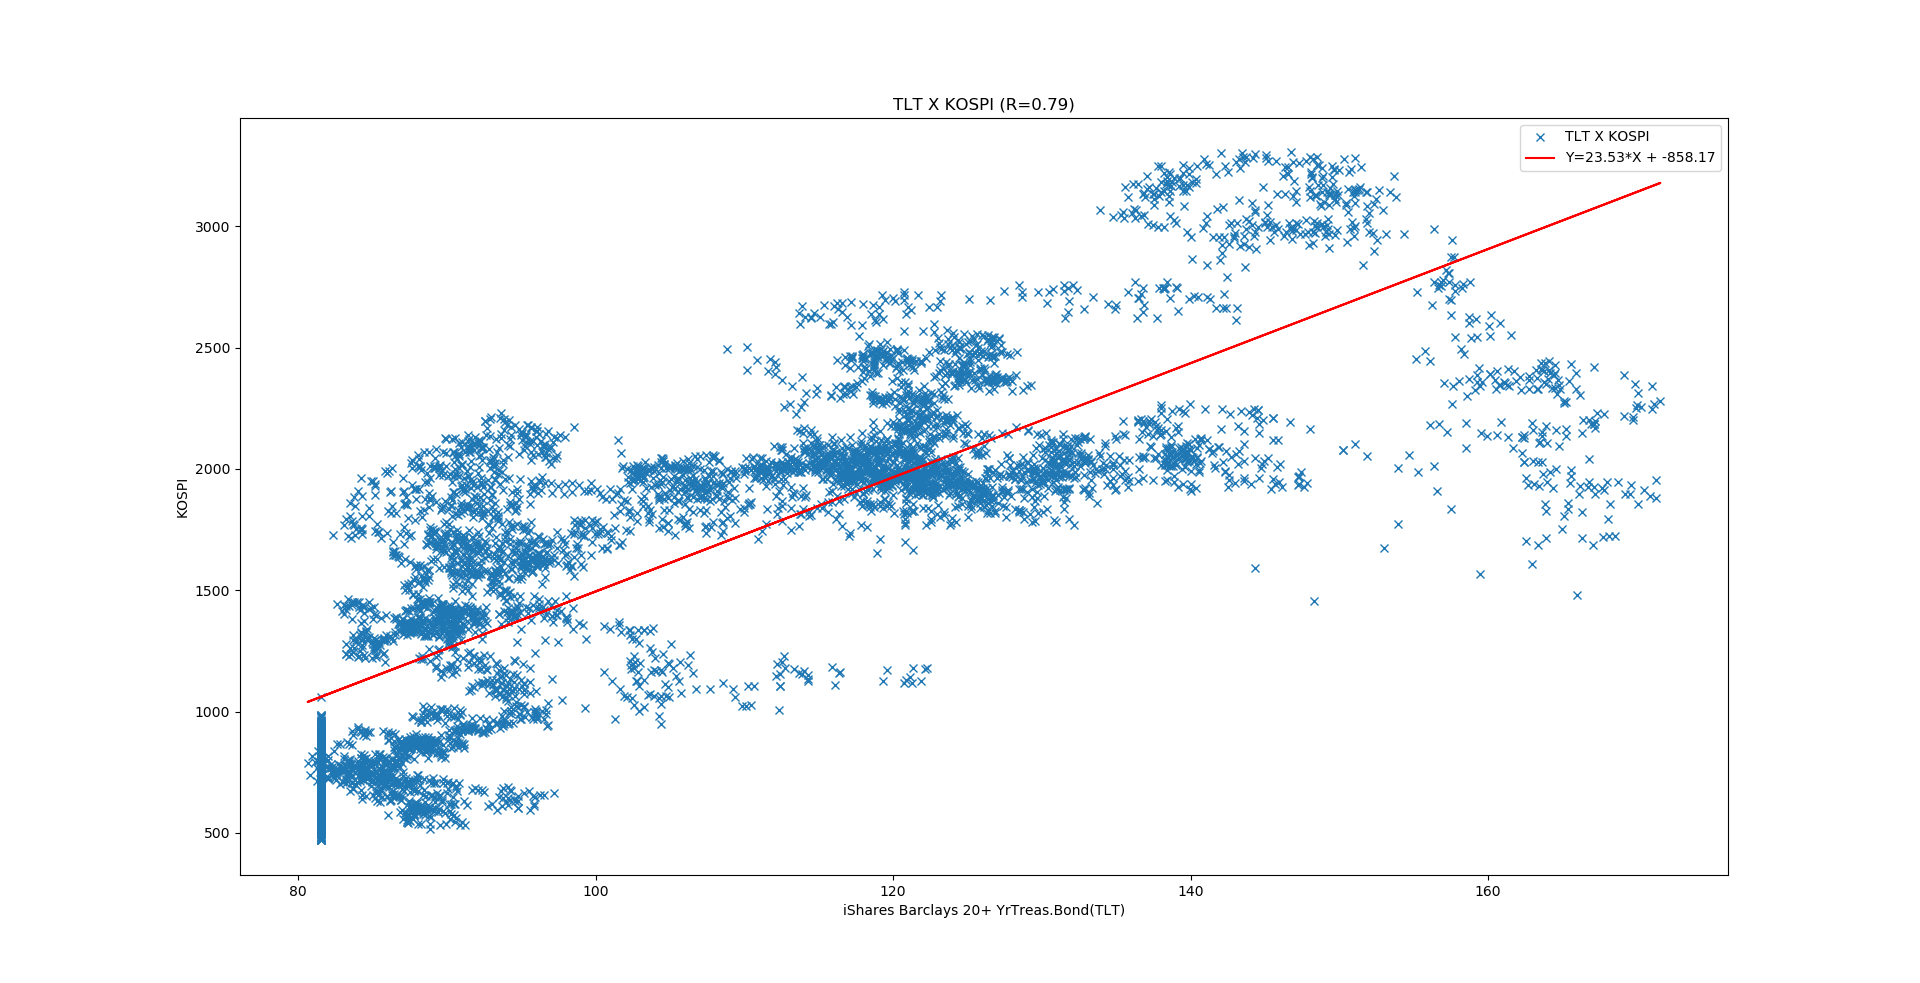 TLT X KOSPI (R=0.79)
TLT X KOSPI
Y=23.53*X + -858.17
KOSPI
3000
2500
2000
1500
1000
500
80 100 120 140 160
iShares Barclays 20+ YrTreas.Bond(TLT)